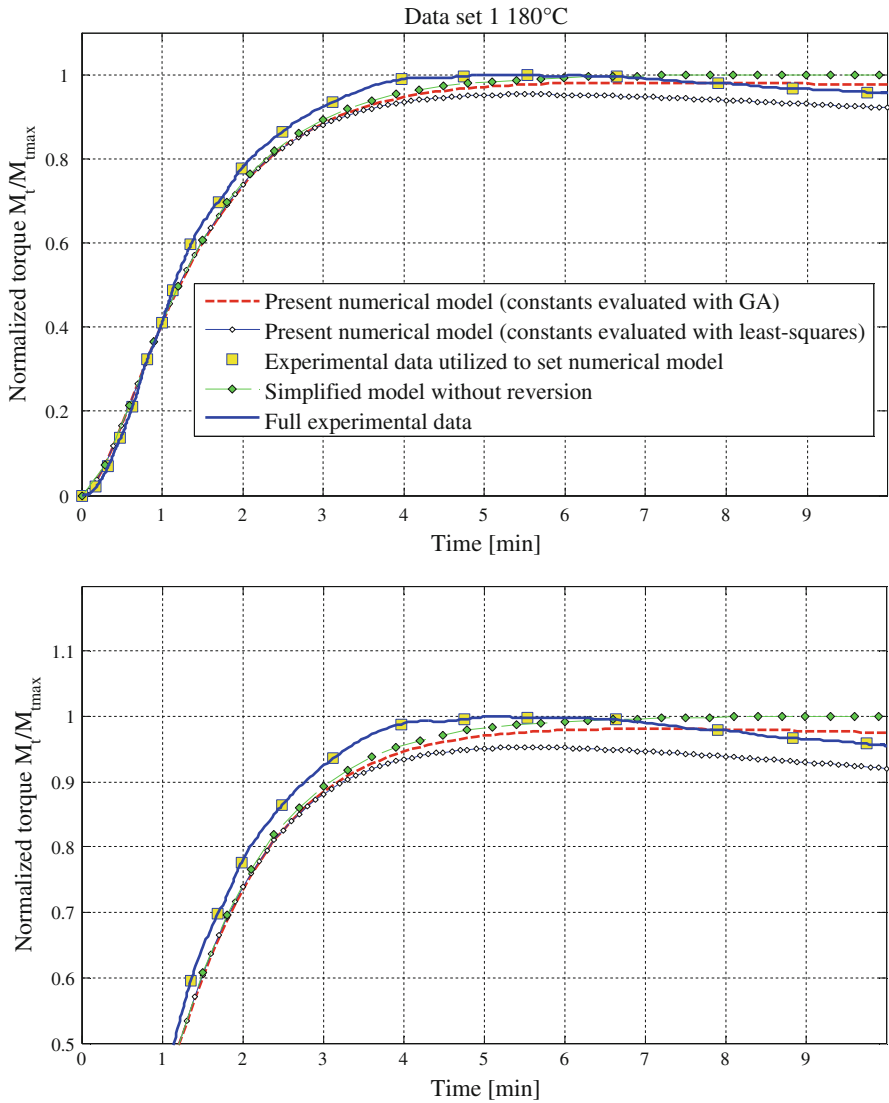 Data set 1 180°C
Normalized torque Mt/Mtmax
1
0.8
0.6
0.4
0.2
0
Present numerical model (constants evaluated with GA)
Present numerical model (constants evaluated with least-squares)
Experimental data utilized to set numerical model
Simplified model without reversion
Full experimental data
0 1 2 3 4 5 6 7 8 9
Time [min]
Normalized torque Mt/Mtmax
1.1
1
0.9
0.8
0.7
0.6
0.5
0 1 2 3 4 5 6 7 8 9
Time [min]